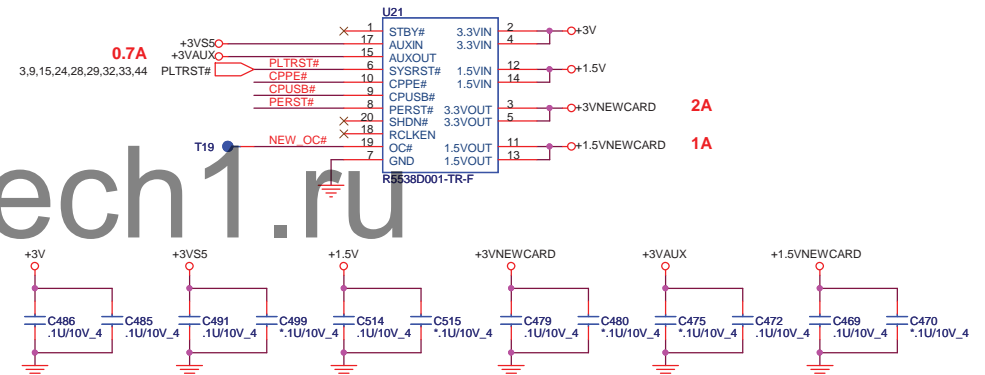 U21
1 STBY# 3.3VIN 2 +3V
+3VS5 17 AUXIN 3.3VIN 4
0.7A +3VAUX 15 AUXOUT
3,9,15,24,28,29,32,33,44 PLTRST# PLTRST# 6 SYSRST# 1.5VIN 12 +1.5V
CPPE# 10 CPPE# 1.5VIN 14
CPUSB# 9 CPUSB#
PERST# 8 PERST# 3.3VOUT 3 +3VNEWCARD 2A
20 SHDN# 3.3VOUT 5
18 RCLKEN
T19 NEW_OC# 19 OC# 1.5VOUT 11 +1.5VNEWCARD 1A
7 GND 1.5VOUT 13
R5538D001-TR-F
ech1.ru
+3V +3VS5 +1.5V +3VNEWCARD +3VAUX +1.5VNEWCARD
C486 C485 C491 C499 C514 C515 C479 C480 C475 C472 C469 C470
.1U/10V_4 .1U/10V_4 .1U/10V_4 *.1U/10V_4 .1U/10V_4 *.1U/10V_4 .1U/10V_4 *.1U/10V_4 *.1U/10V_4 .1U/10V_4 .1U/10V_4 *.1U/10V_4